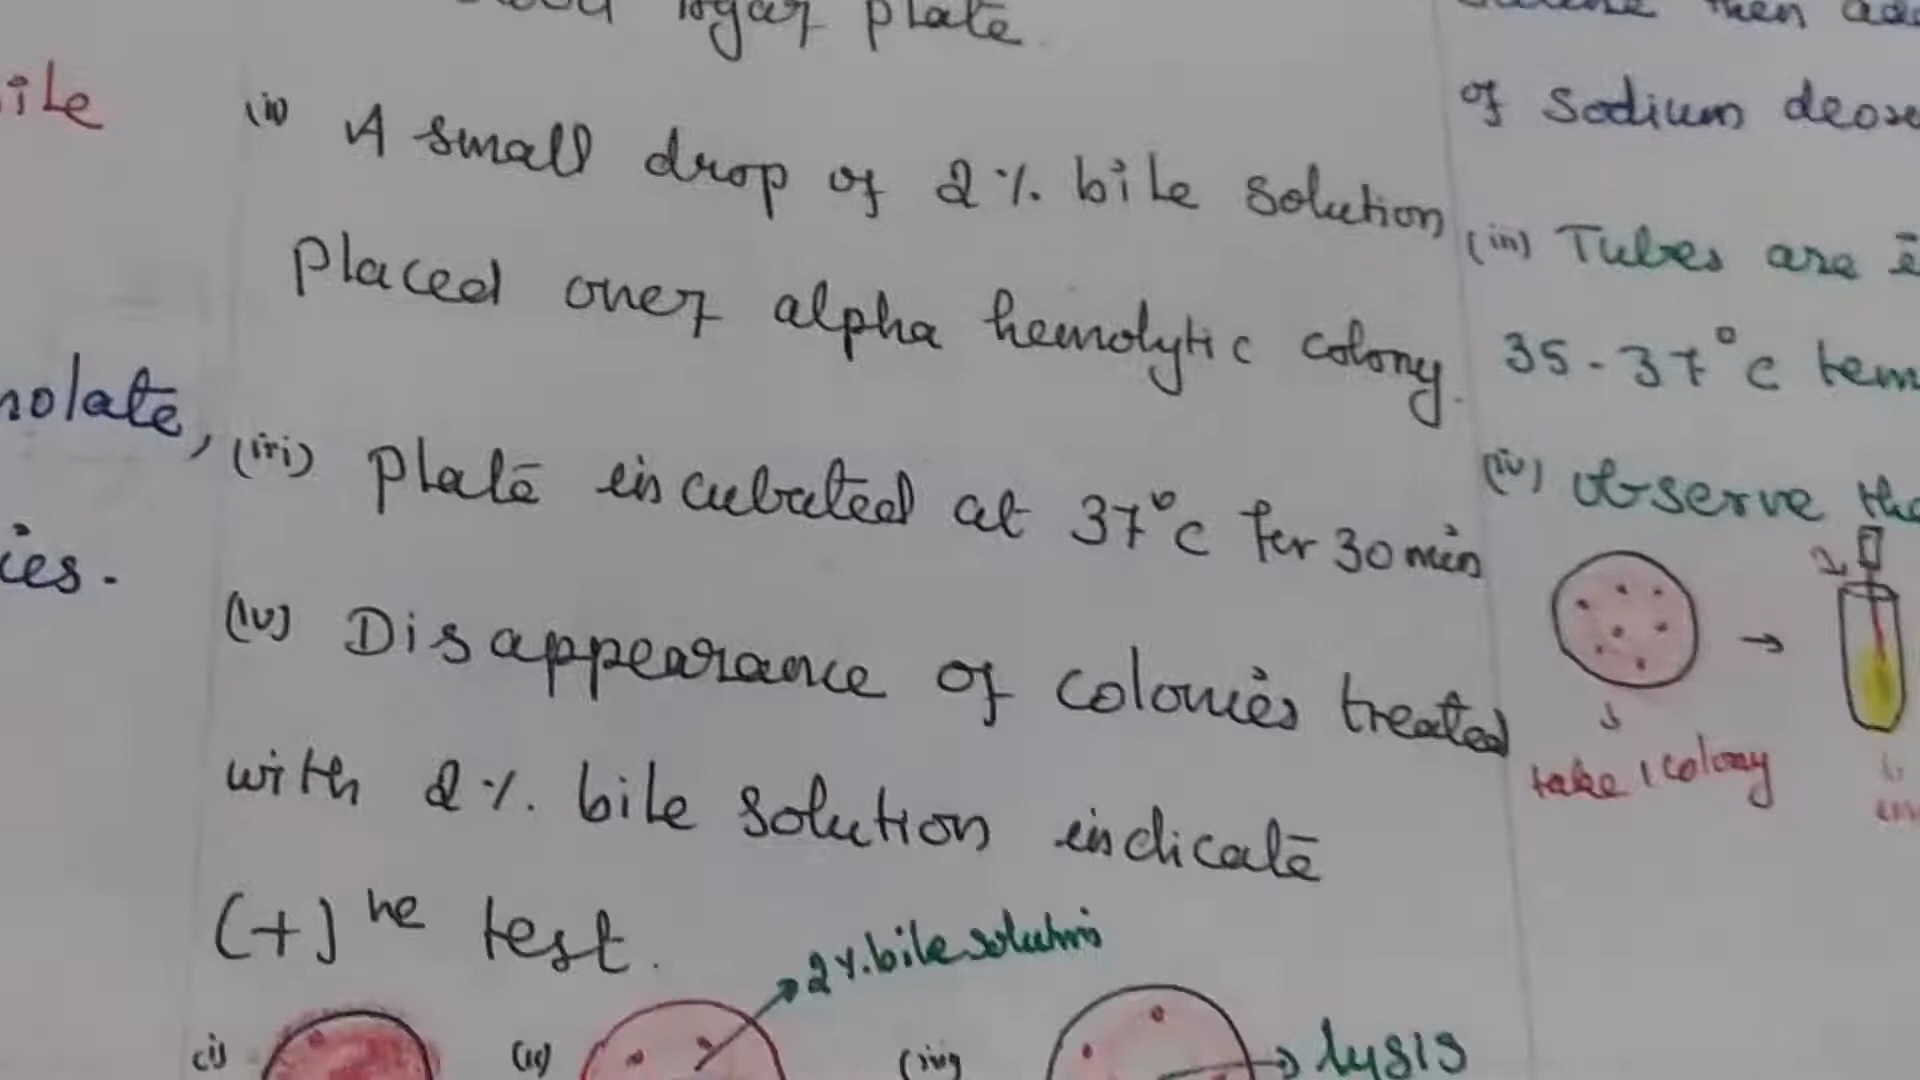 agar plate.
(ii) A small drop of 2%. bile solution
placed over alpha hemolytic colony.
(iii) plate incubated at 37°c for 30 min
(iv) Disappearance of colonies treated
with 2%. bile solution indicate
(+)ve test.
2%. bile solution
(i) (ii) (iii)
lysis
ile
nolate,
ies.
then ad
of sodium deox
(iii) Tubes are i
35-37°c tem
(iv) observe the
take 1 colony